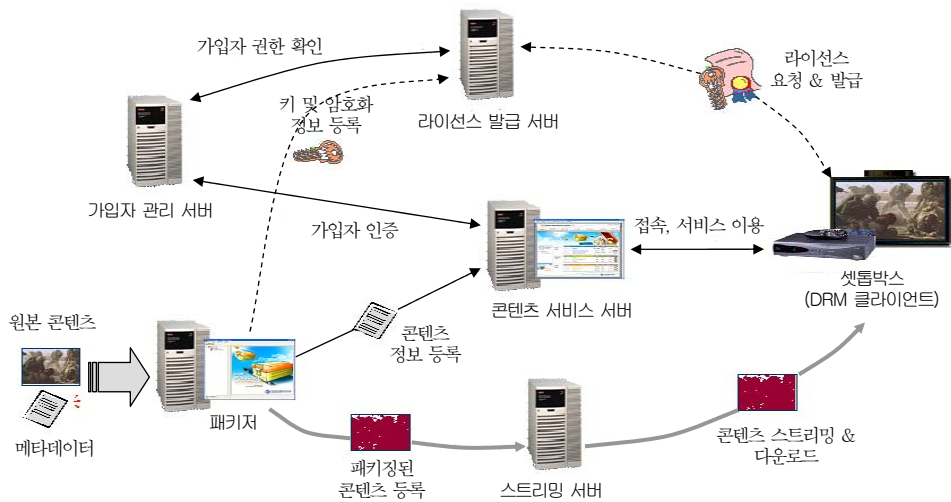 가입자 권한 확인
라이선스
요청 & 발급
키 및 암호화
정보 등록
라이선스 발급 서버
가입자 관리 서버
가입자 인증
접속, 서비스 이용
셋톱박스
(DRM 클라이언트)
콘텐츠 서비스 서버
원본 콘텐츠
콘텐츠
정보 등록
패키저
메타데이터
콘텐츠 스트리밍 &
다운로드
패키징된
콘텐츠 등록
스트리밍 서버